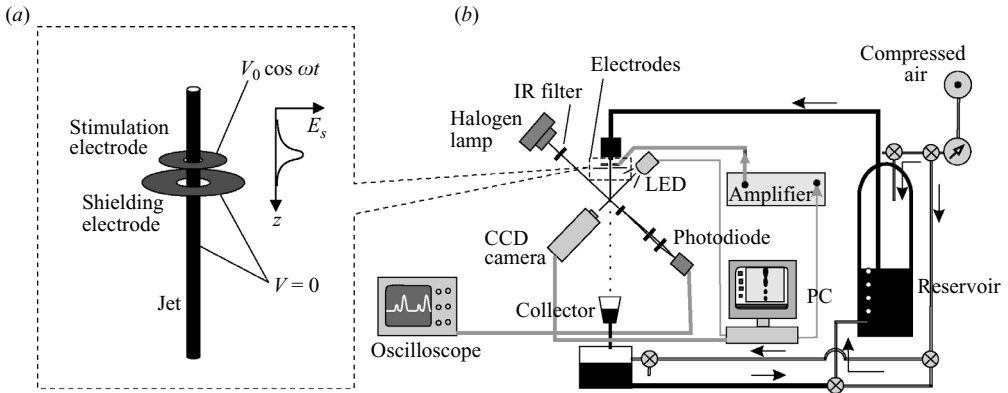 (a)
V₀ cos ωt
Stimulation
electrode
Eₛ
Shielding
electrode
z
V = 0
Jet
(b)
Compressed
air
Electrodes
IR filter
Halogen
lamp
LED
Amplifier
CCD
camera
Photodiode
PC
Reservoir
Collector
Oscilloscope